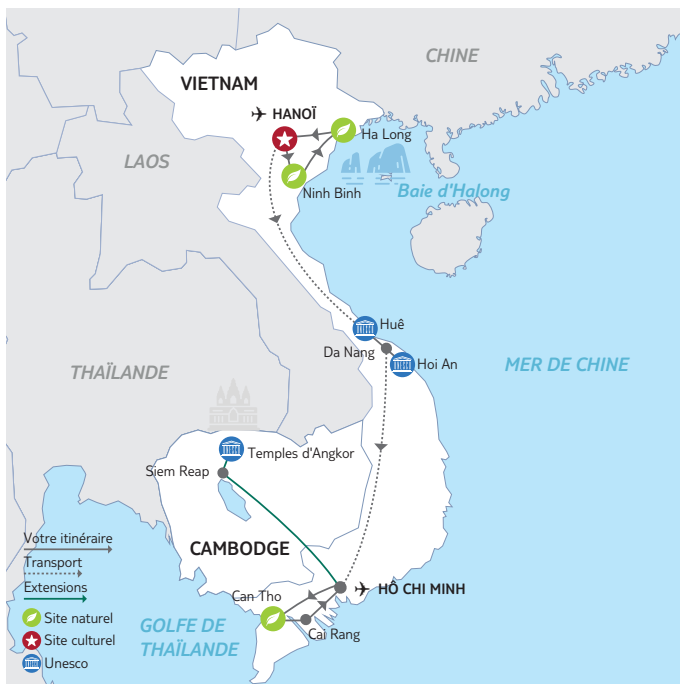 CHINE
VIETNAM
HANOÏ
Ha Long
LAOS
Ninh Binh
Baie d'Halong
Huê
Da Nang
Hoi An
MER DE CHINE
THAÏLANDE
Temples d'Angkor
Siem Reap
CAMBODGE
HÔ CHI MINH
Can Tho
Cai Rang
GOLFE DE
THAÏLANDE
Votre itinéraire
Transport
Extensions
Site naturel
Site culturel
Unesco